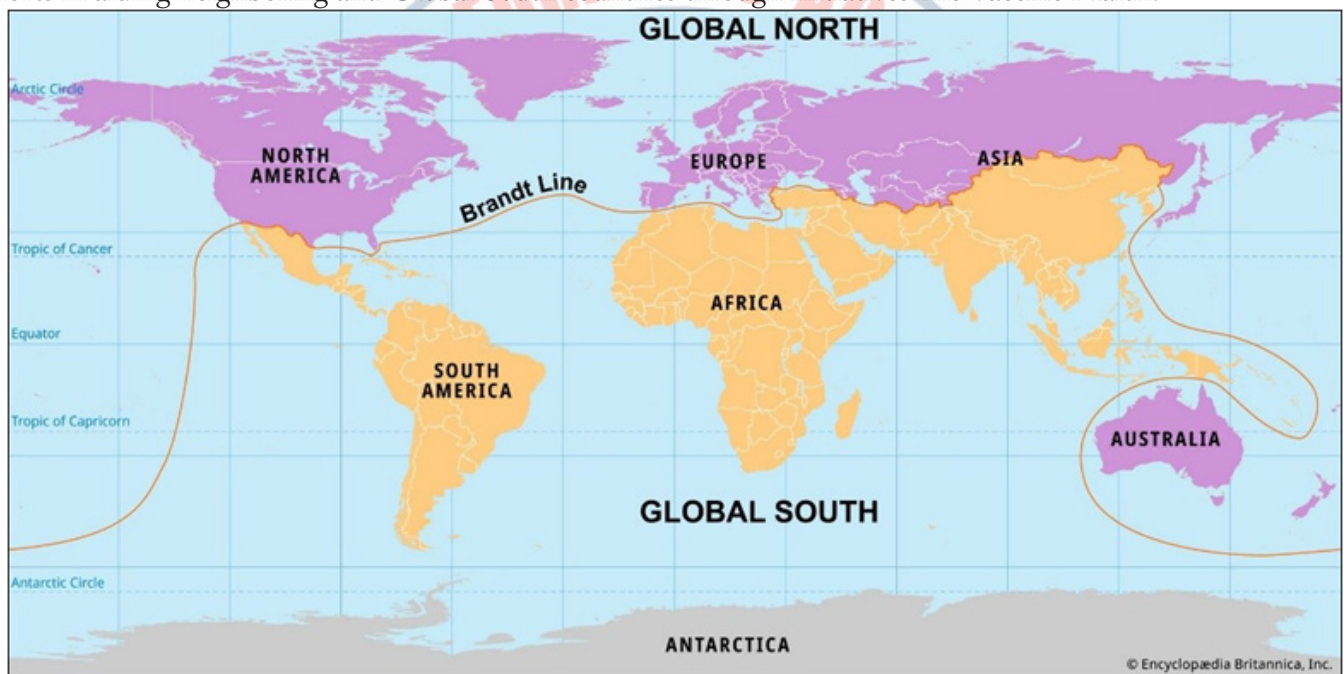 GLOBAL NORTH
Arctic Circle
NORTH
AMERICA
EUROPE
ASIA
Brandt Line
Tropic of Cancer
AFRICA
Equator
SOUTH
AMERICA
Tropic of Capricorn
AUSTRALIA
GLOBAL SOUTH
Antarctic Circle
ANTARCTICA
© Encyclopædia Britannica, Inc.